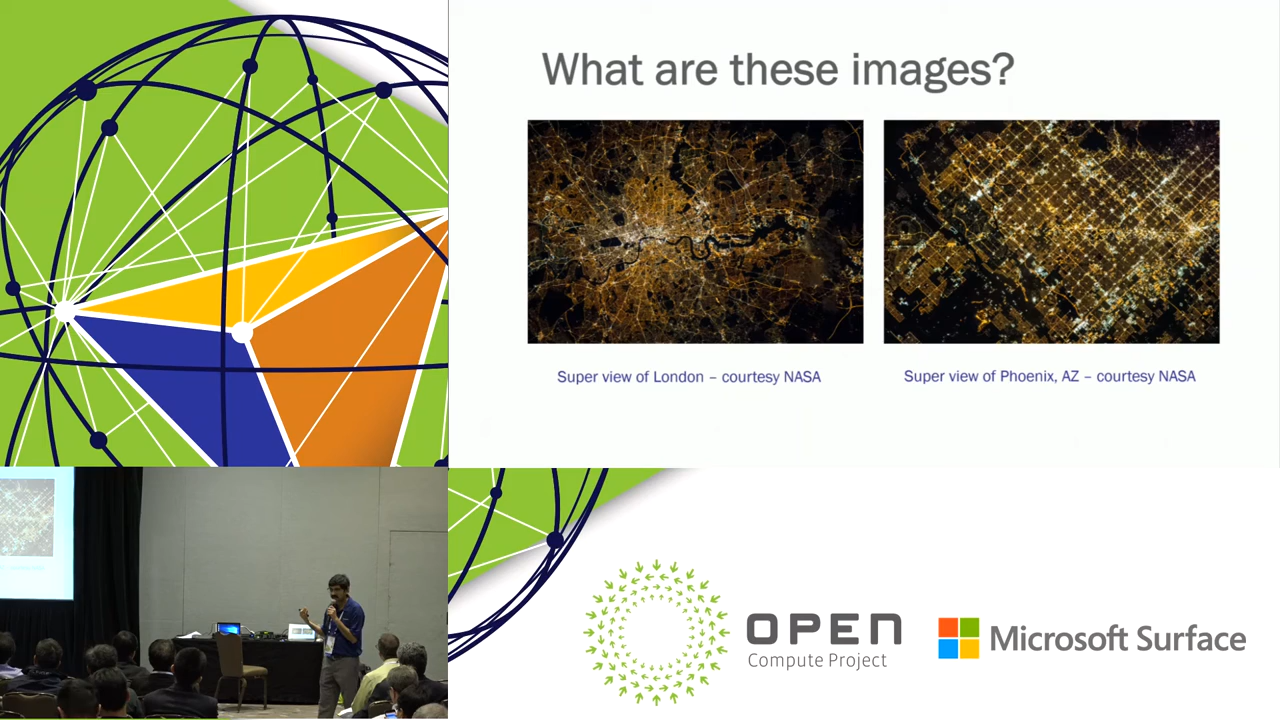 What are these images?
Super view of London – courtesy NASA
Super view of Phoenix, AZ – courtesy NASA
OPEN
Compute Project
Microsoft Surface